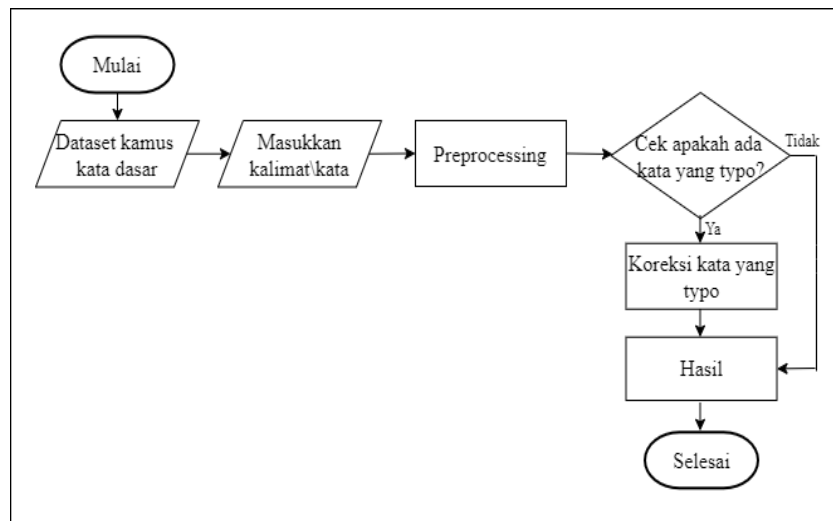 Mulai
Dataset kamus
kata dasar
Masukkan
kalimat\kata
Preprocessing
Cek apakah ada
kata yang typo?
Tidak
Ya
Koreksi kata yang
typo
Hasil
Selesai